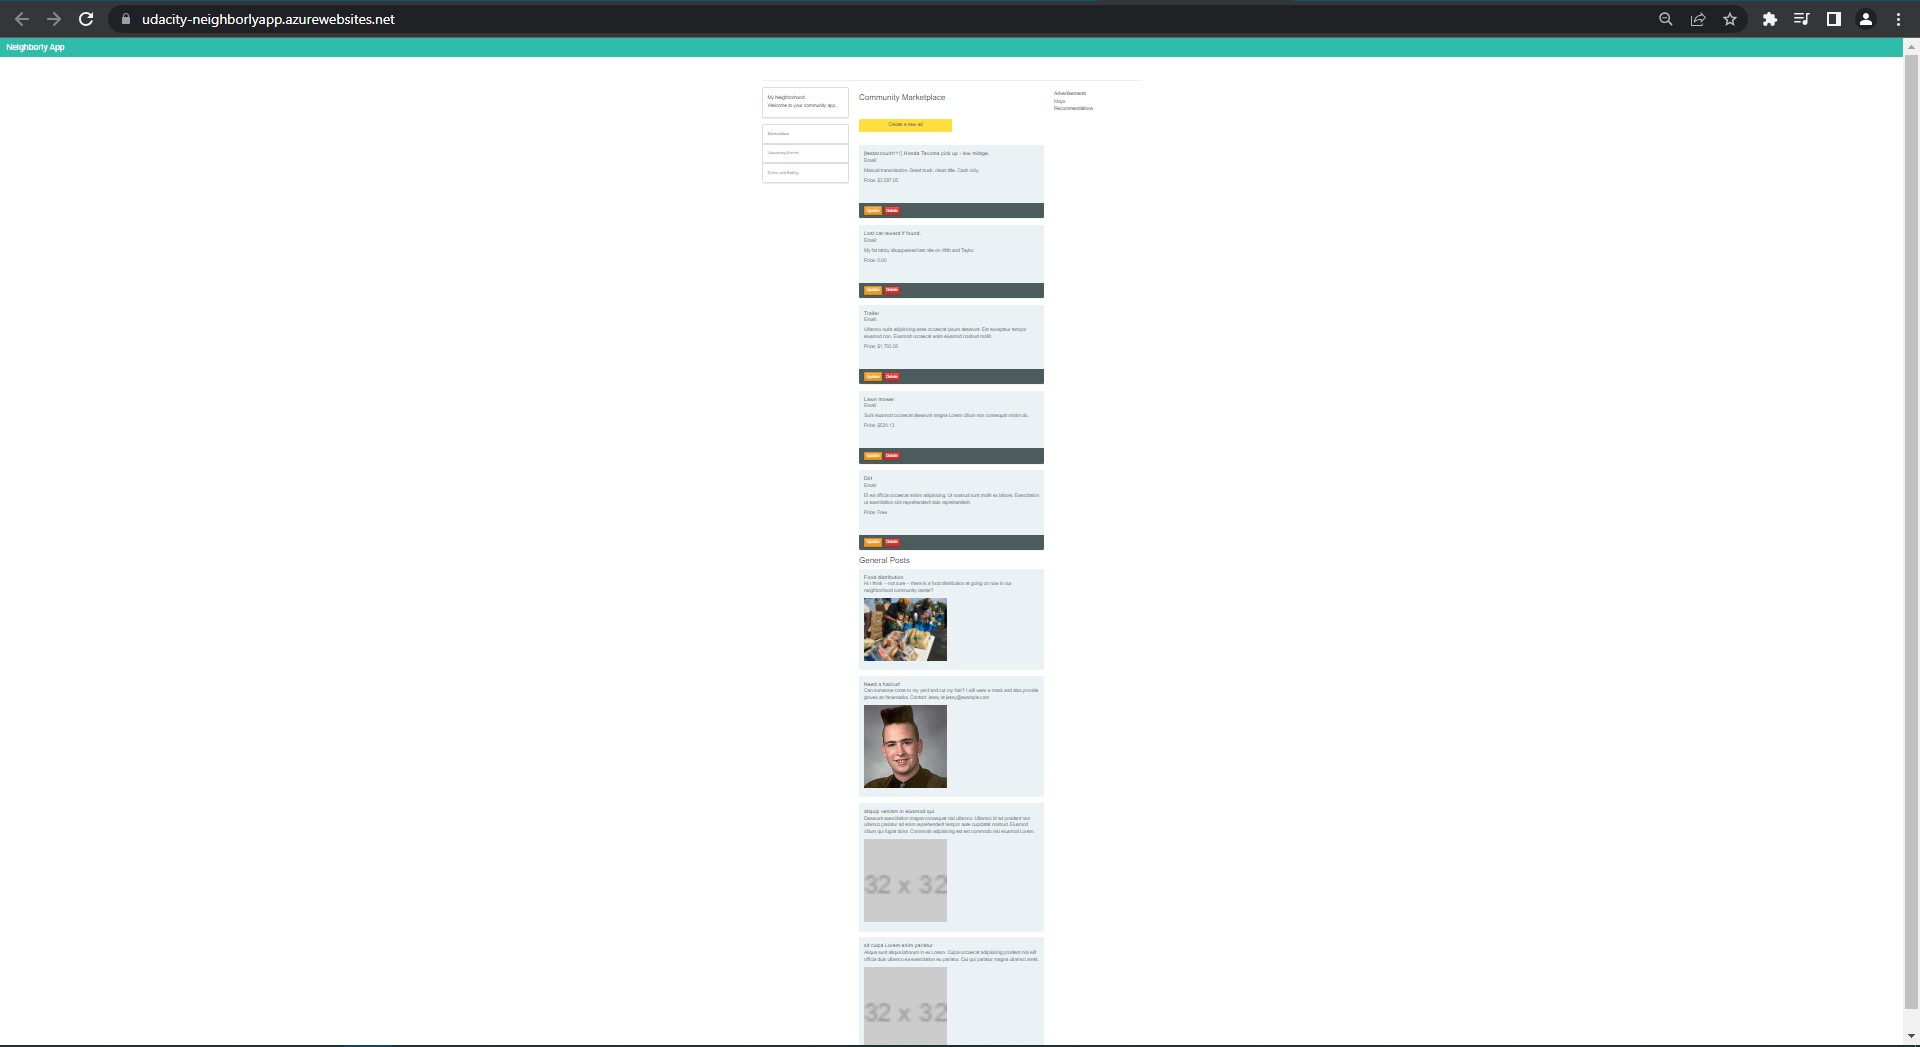 udacity-neighborlyapp.azurewebsites.net
Neighborly App
My Neighborhood
Welcome to your community app.
Marketplace
Upcoming Events
Crime and Safety
Community Marketplace
Create a new ad!
Advertisements
Maps
Recommendations
Honda Tacoma pick up - low milage.
Email:
Manual transmission. Great truck, clean title. Cash only.
Price:
Update Delete
Lost cat reward if found.
Email:
My fat tabby disappeared last nite on 49th and Taylor.
Price: 0.00
Update Delete
Trailer
Email:
Ullamco nulla adipisicing esse occaecat ipsum deserunt. Est excepteur tempor
eiusmod non. Eiusmod occaecat enim eiusmod nostrud mollit.
Price:
Update Delete
Lawn mower
Email:
Sunt eiusmod occaecat deserunt magna Lorem cillum non consequat minim do.
Price: $520.13
Update Delete
Email:
Et ea officia occaecat minim adipisicing. Ut nostrud sunt mollit ex labore. Exercitation
ut exercitation sint reprehenderit duis reprehenderit.
Price: Free
Update Delete
General Posts
Food distribution
Hi I think -- not sure -- there is a food distribution at going on now in our
neighborhood community
Need a haircut!
Can someone come to my yard and cut my hair? I will wear a mask and also provide
gloves an facemasks. Contact Jessy at jessy@example.com
aliquip veniam in eiusmod qui
Deserunt exercitation magna consequat nisi ullamco. Ullamco id ad proident non
ullamco pariatur ad enim reprehenderit tempor aute cupidatat nostrud. Eiusmod
cillum qui fugiat dolor. Commodo adipisicing est est commodo nisi eiusmod Lorem.
32 x 32
sit culpa Lorem enim pariatur
Aliqua sunt aliqua laborum in ex Lorem. Culpa occaecat adipisicing proident nisi elit
officia duis ullamco ea exercitation eu pariatur. Qui qui pariatur magna ullamco amet.
32 x 32